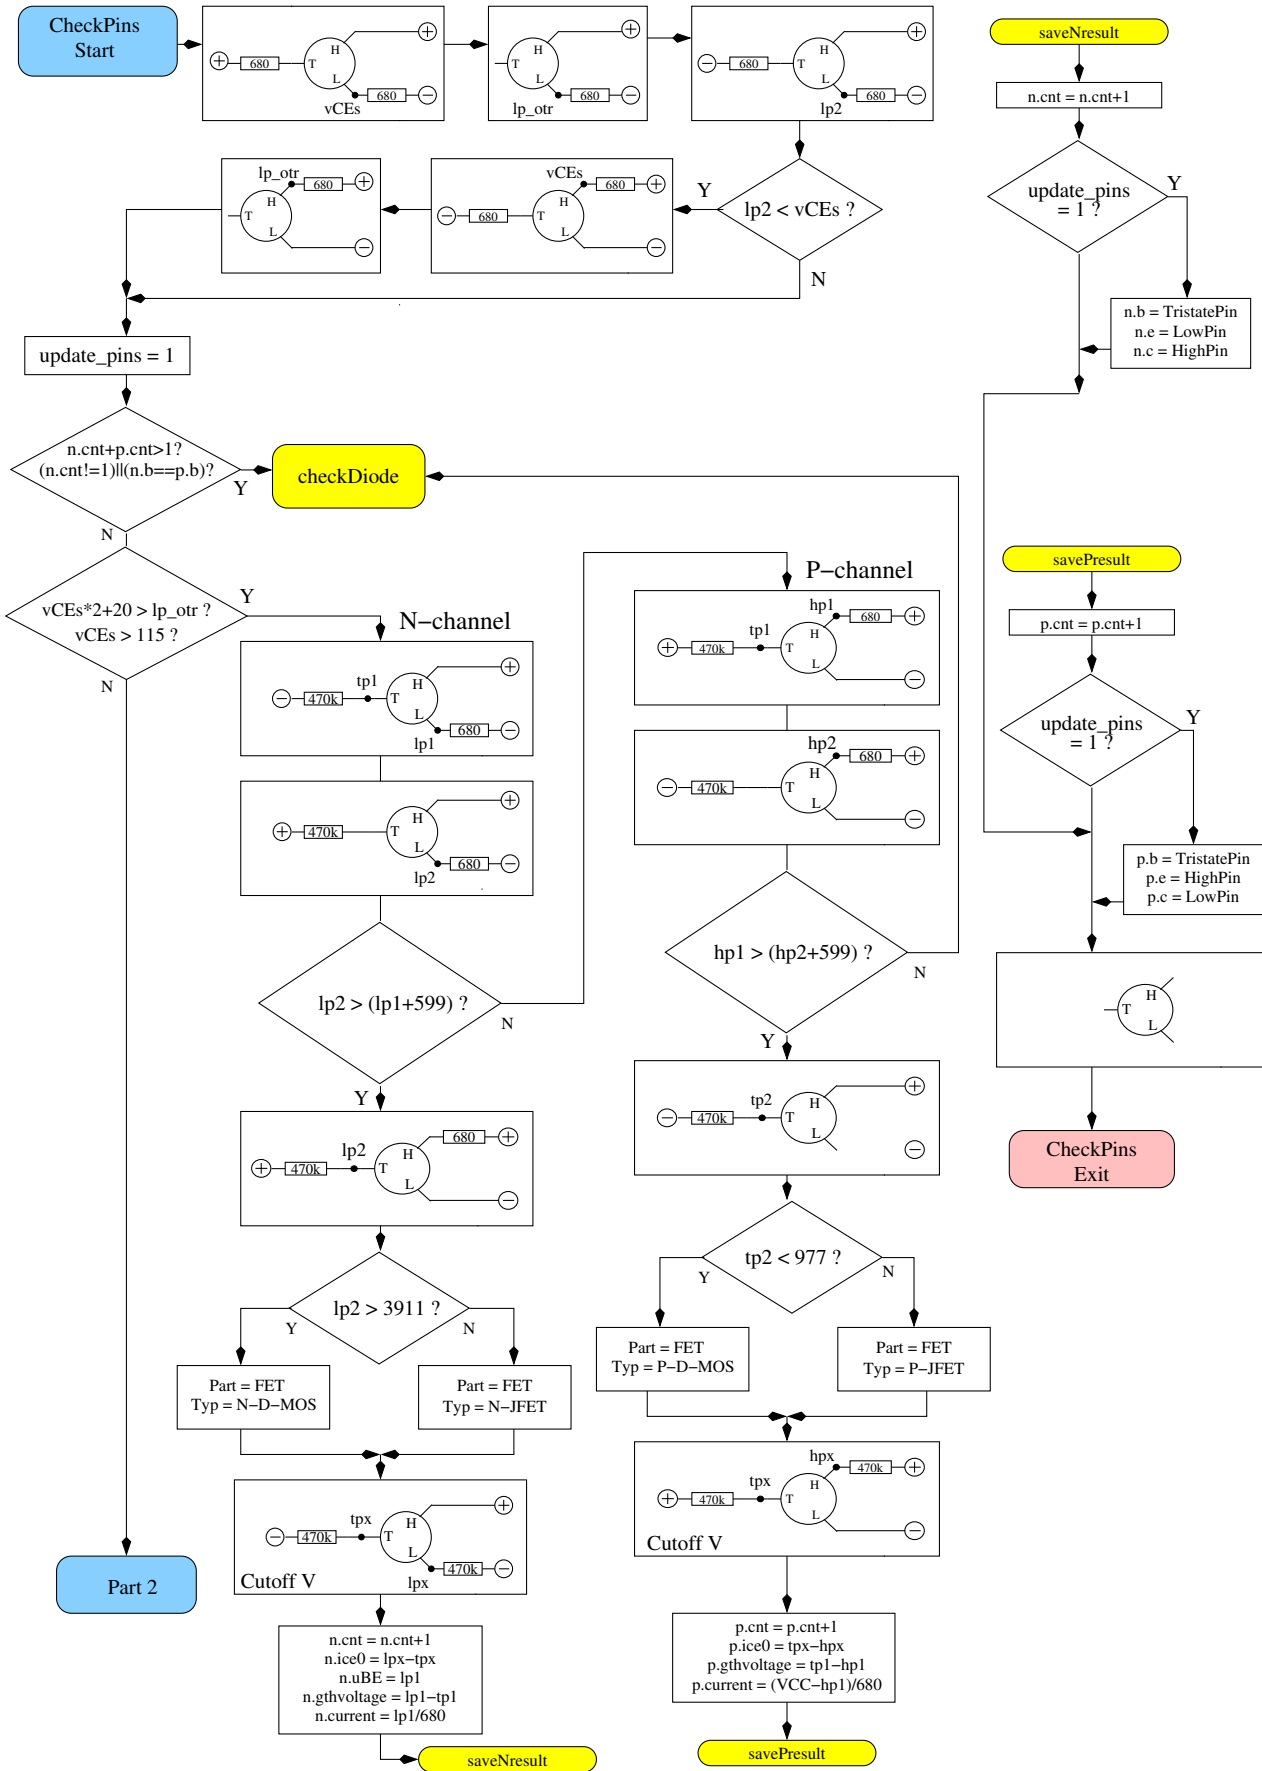 CheckPins
Start
+ 680 T H L + 680 −
vCEs
T H L + 680 −
lp_otr
− 680 T H L + 680 −
lp2
lp2 < vCEs ?
Y
N
vCEs
− 680 T H L 680 + −
lp_otr
T H L 680 + −
update_pins = 1
n.cnt+p.cnt>1?
(n.cnt!=1)||(n.b==p.b)?
Y
N
checkDiode
vCEs*2+20 > lp_otr ?
vCEs > 115 ?
Y
N
Part 2
N−channel
tp1
− 470k T H L + 680 −
lp1
+ 470k T H L + 680 −
lp2
lp2 > (lp1+599) ?
N
Y
lp2
+ 470k T H L 680 + −
lp2 > 3911 ?
Y
N
Part = FET
Typ = N−D−MOS
Part = FET
Typ = N−JFET
tpx
− 470k T H L + 470k −
lpx
Cutoff V
n.cnt = n.cnt+1
n.ice0 = lpx−tpx
n.uBE = lp1
n.gthvoltage = lp1−tp1
n.current = lp1/680
saveNresult
P−channel
hp1
tp1
+ 470k T H L 680 + −
hp2
− 470k T H L 680 + −
hp1 > (hp2+599) ?
N
Y
tp2
− 470k T H L + −
tp2 < 977 ?
Y
N
Part = FET
Typ = P−D−MOS
Part = FET
Typ = P−JFET
hpx
tpx
+ 470k T H L 470k + −
Cutoff V
p.cnt = p.cnt+1
p.ice0 = tpx−hpx
p.gthvoltage = tp1−hp1
p.current = (VCC−hp1)/680
savePresult
saveNresult
n.cnt = n.cnt+1
update_pins
= 1 ?
Y
n.b = TristatePin
n.e = LowPin
n.c = HighPin
savePresult
p.cnt = p.cnt+1
update_pins
= 1 ?
Y
p.b = TristatePin
p.e = HighPin
p.c = LowPin
T H L
CheckPins
Exit